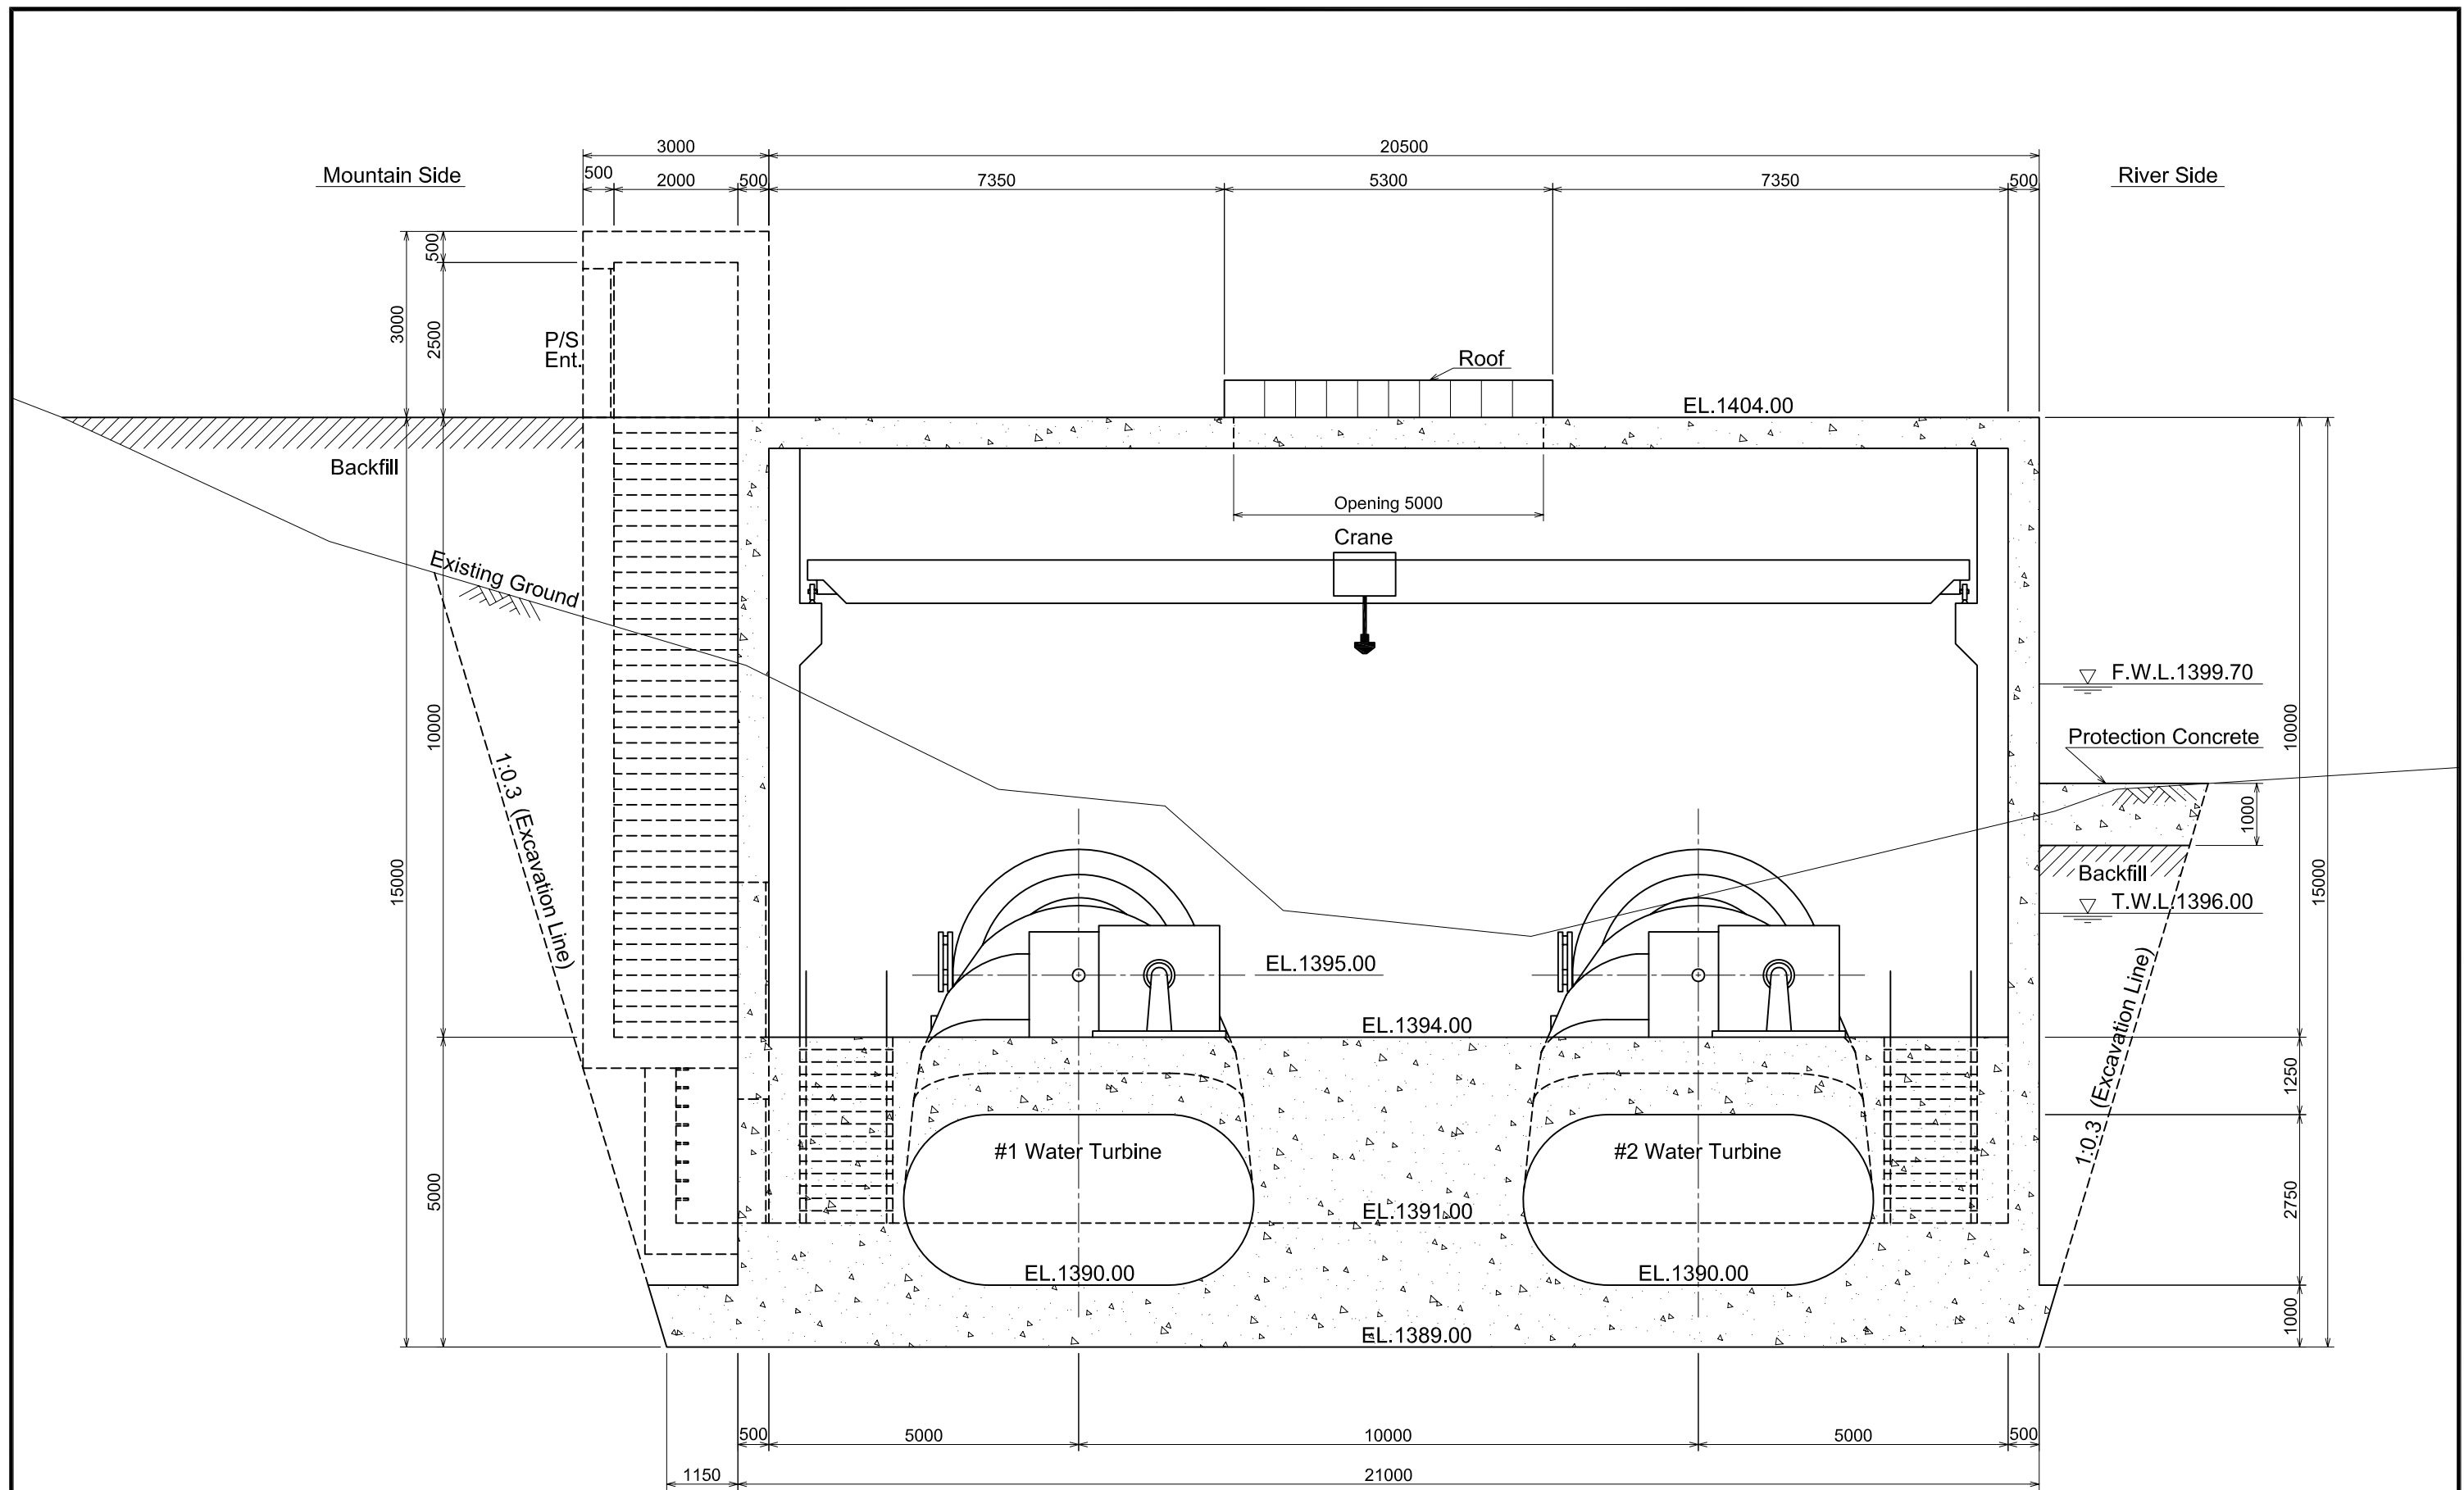 3000
20500
Mountain Side
River Side
500
2000
500
7350
5300
7350
500
500
3000
2500
P/S
Ent.
Roof
EL.1404.00
Backfill
Opening 5000
Crane
Existing Ground
F.W.L.1399.70
10000
10000
Protection Concrete
1:0.3 (Excavation Line)
1000
15000
15000
Backfill
T.W.L.1396.00
EL.1395.00
EL.1394.00
1:0.3 (Excavation Line)
1250
#1 Water Turbine
#2 Water Turbine
5000
EL.1391.00
2750
EL.1390.00
EL.1390.00
1000
EL.1389.00
500
5000
10000
5000
500
1150
21000